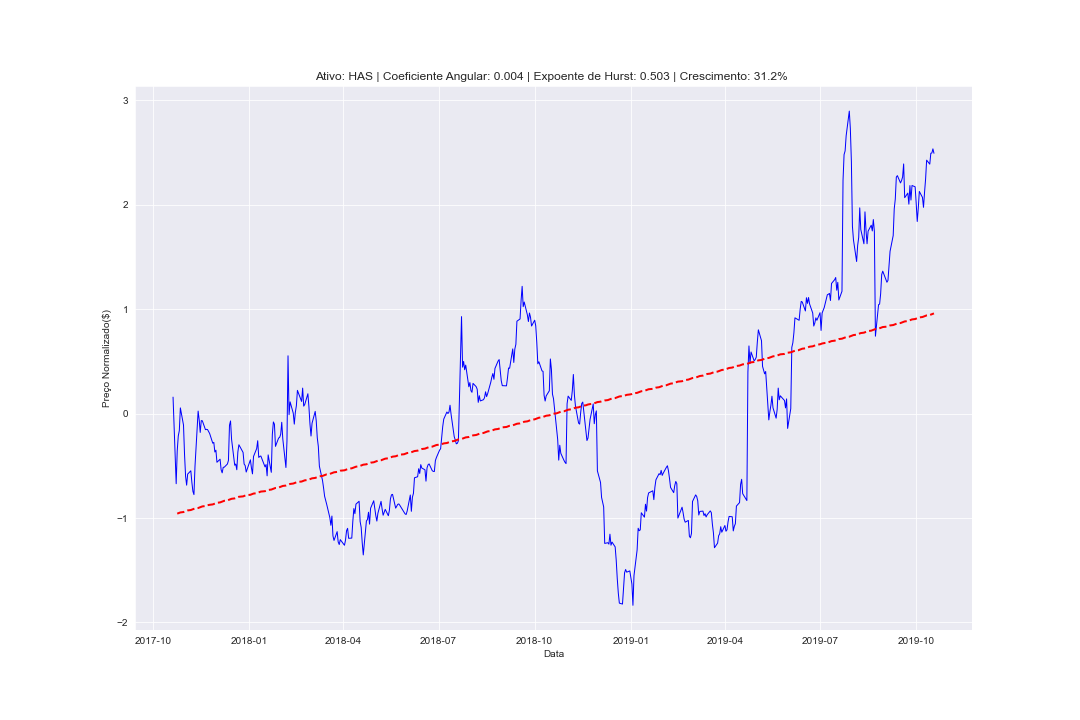 Ativo: HAS | Coeficiente Angular: 0.004 | Expoente de Hurst: 0.503 | Crescimento: 31.2%
3
2
1
0
−1
−2
Preço Normalizado($)
2017-10 2018-01 2018-04 2018-07 2018-10 2019-01 2019-04 2019-07 2019-10
Data